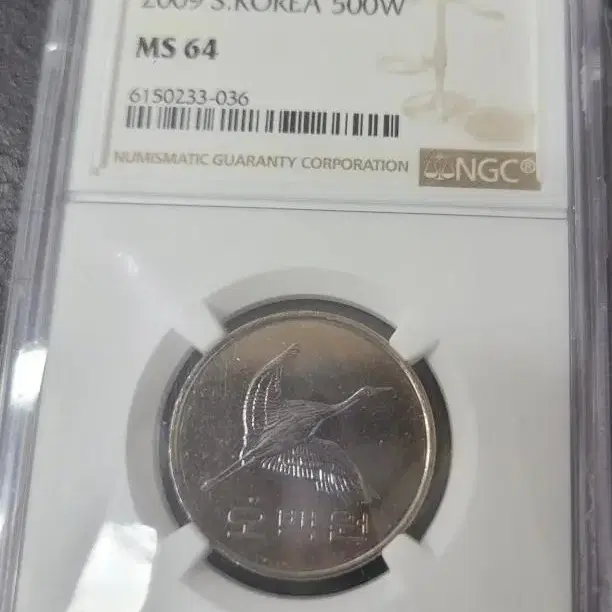 2009 S.KOREA 500W
MS 64
6150233-036
NUMISMATIC GUARANTY CORPORATION
NGC®
오백원